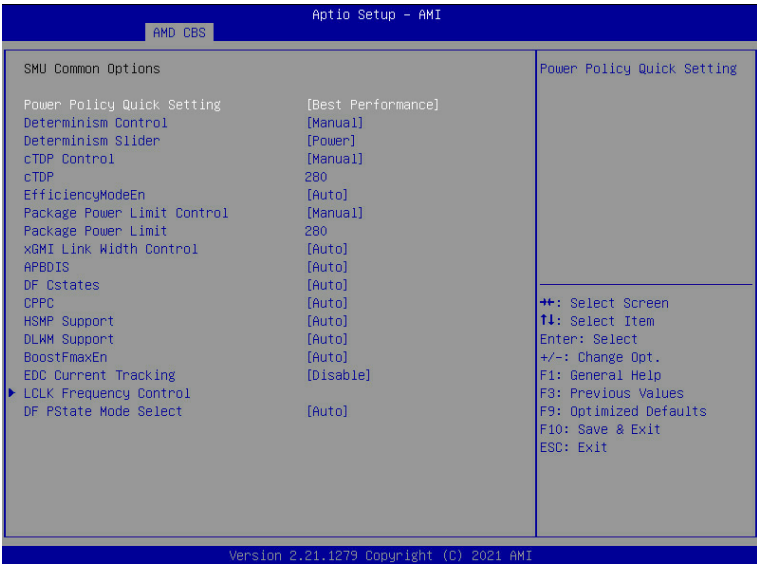 Aptio Setup – AMI
AMD CBS
SMU Common Options
Power Policy Quick Setting [Best Performance]
Determinism Control [Manual]
Determinism Slider [Power]
cTDP Control [Manual]
cTDP 280
EfficiencyModeEn [Auto]
Package Power Limit Control [Manual]
Package Power Limit 280
xGMI Link Width Control [Auto]
APBDIS [Auto]
DF Cstates [Auto]
CPPC [Auto]
HSMP Support [Auto]
DLWM Support [Auto]
BoostFmaxEn [Auto]
EDC Current Tracking [Disable]
LCLK Frequency Control
DF PState Mode Select [Auto]
Power Policy Quick Setting
→←: Select Screen
↑↓: Select Item
Enter: Select
+/-: Change Opt.
F1: General Help
F3: Previous Values
F9: Optimized Defaults
F10: Save & Exit
ESC: Exit
Version 2.21.1279 Copyright (C) 2021 AMI